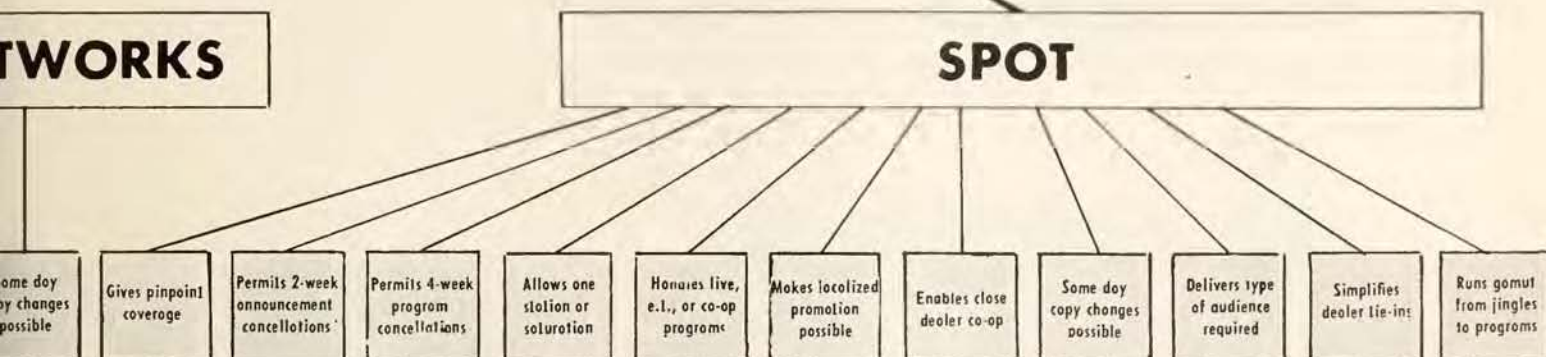 TWORKS
SPOT
ame day
py changes
possible
Gives pinpoint
coverage
Permits 2-week
announcement
cancellations
Permits 4-week
program
cancellations
Allows one
station or
saturation
Handles live,
e.t., or co-op
programs
Makes localized
promotion
possible
Enables close
dealer co-op
Same day
copy changes
possible
Delivers type
of audience
required
Simplifies
dealer tie-ins
Runs gamut
from jingles
to programs